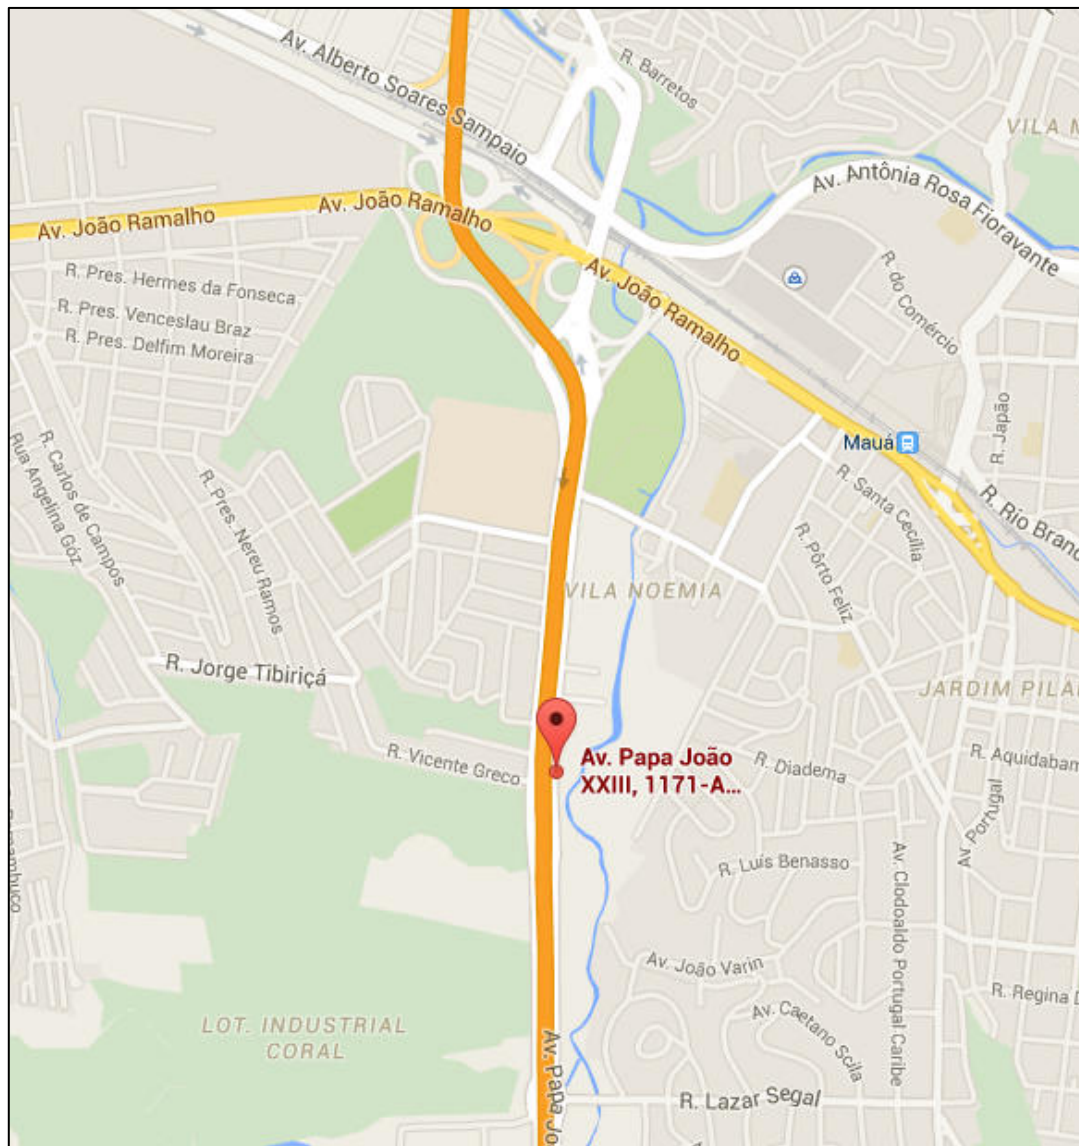 Av. Alberto Soares Sampaio
R. Barretos
VILA M
Av. Antônia Rosa Fioravante
Av. João Ramalho
Av. João Ramalho
Av. João Ramalho
R. Pres. Hermes da Fonseca
R. Pres. Venceslau Braz
R. Pres. Delfim Moreira
R. do Comércio
R. Japão
Mauá
R. Carlos de Campos
Rua Angelina Góz
R. Pres. Nereu Ramos
R. Santa Cecília
R. Rio Branc
R. Pôrto Feliz
VILA NOEMIA
R. Jorge Tibiriçá
JARDIM PILA
R. Vicente Greco
Av. Papa João
XXIII, 1171-A...
R. Diadema
R. Aquidabam
Av. Portugal
R. Luís Benasso
Av. Clodoaldo Portugal Caribe
Av. João Varin
R. Regina D
Av. Caetano Scila
LOT. INDUSTRIAL
CORAL
Av. Papa Jo
R. Lazar Segal